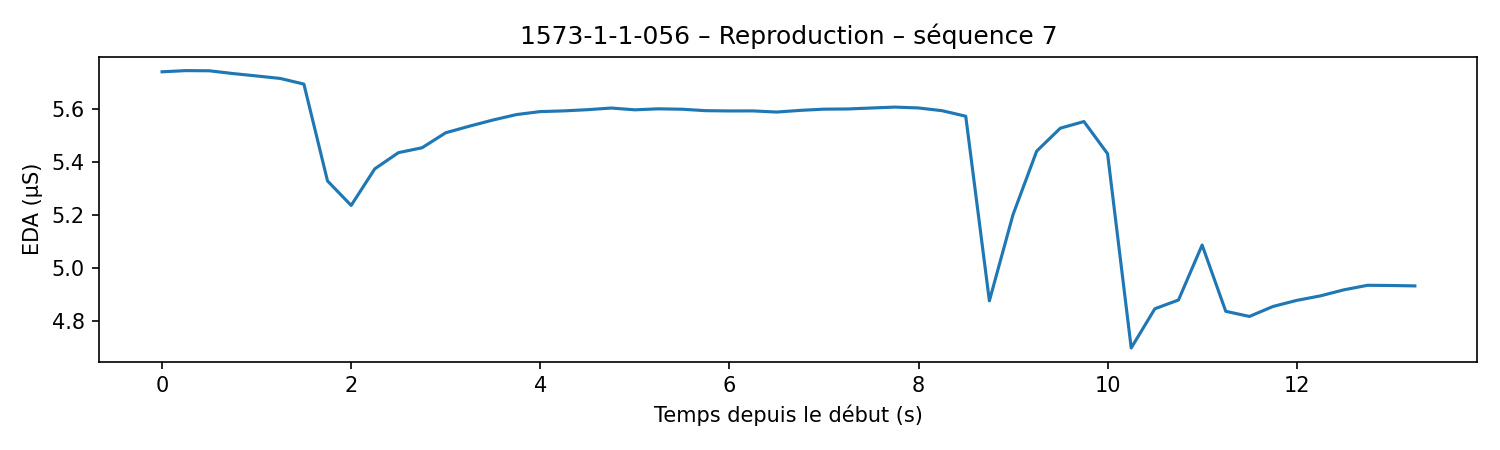 1573-1-1-056 – Reproduction – séquence 7
EDA (µS)
5.6
5.4
5.2
5.0
4.8
0 2 4 6 8 10 12
Temps depuis le début (s)